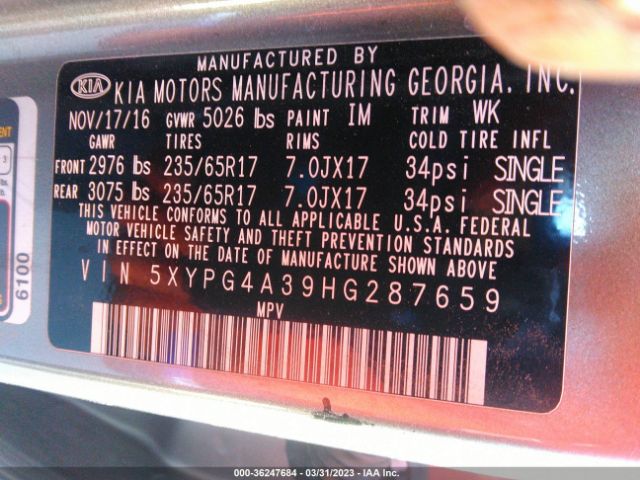 MANUFACTURED BY
KIA KIA MOTORS MANUFACTURING GEORGIA, INC.
NOV/17/16 GVWR 5026 lbs PAINT IM TRIM WK
GAWR TIRES RIMS COLD TIRE INFL
FRONT 2976 lbs 235/65R17 7.0JX17 34psi SINGLE
REAR 3075 lbs 235/65R17 7.0JX17 34psi SINGLE
THIS VEHICLE CONFORMS TO ALL APPLICABLE U.S.A. FEDERAL
MOTOR VEHICLE SAFETY AND THEFT PREVENTION STANDARDS
IN EFFECT ON THE DATE OF MANUFACTURE SHOWN ABOVE
VIN 5XYPG4A39HG287659
MPV
6100
000-36247684 - 03/31/2023 - IAA Inc.